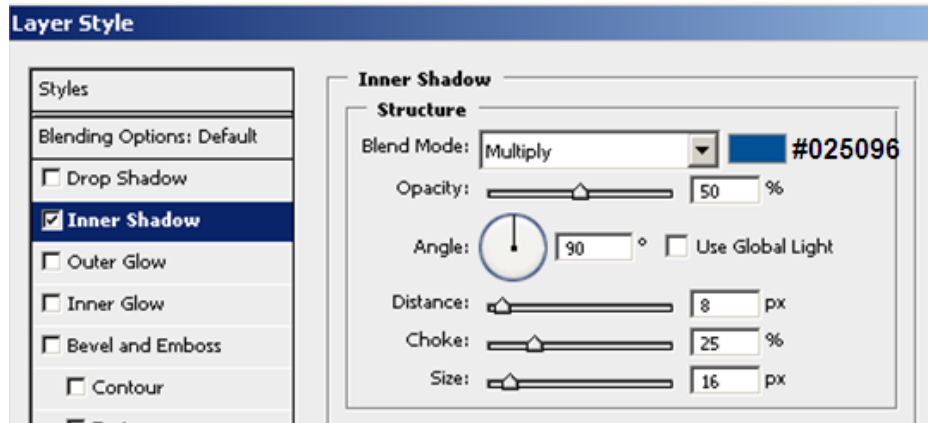 Layer Style
Styles
Blending Options: Default
Drop Shadow
Inner Shadow
Outer Glow
Inner Glow
Bevel and Emboss
Contour
Inner Shadow
Structure
Blend Mode: Multiply #025096
Opacity: 50 %
Angle: 90 ° Use Global Light
Distance: 8 px
Choke: 25 %
Size: 16 px